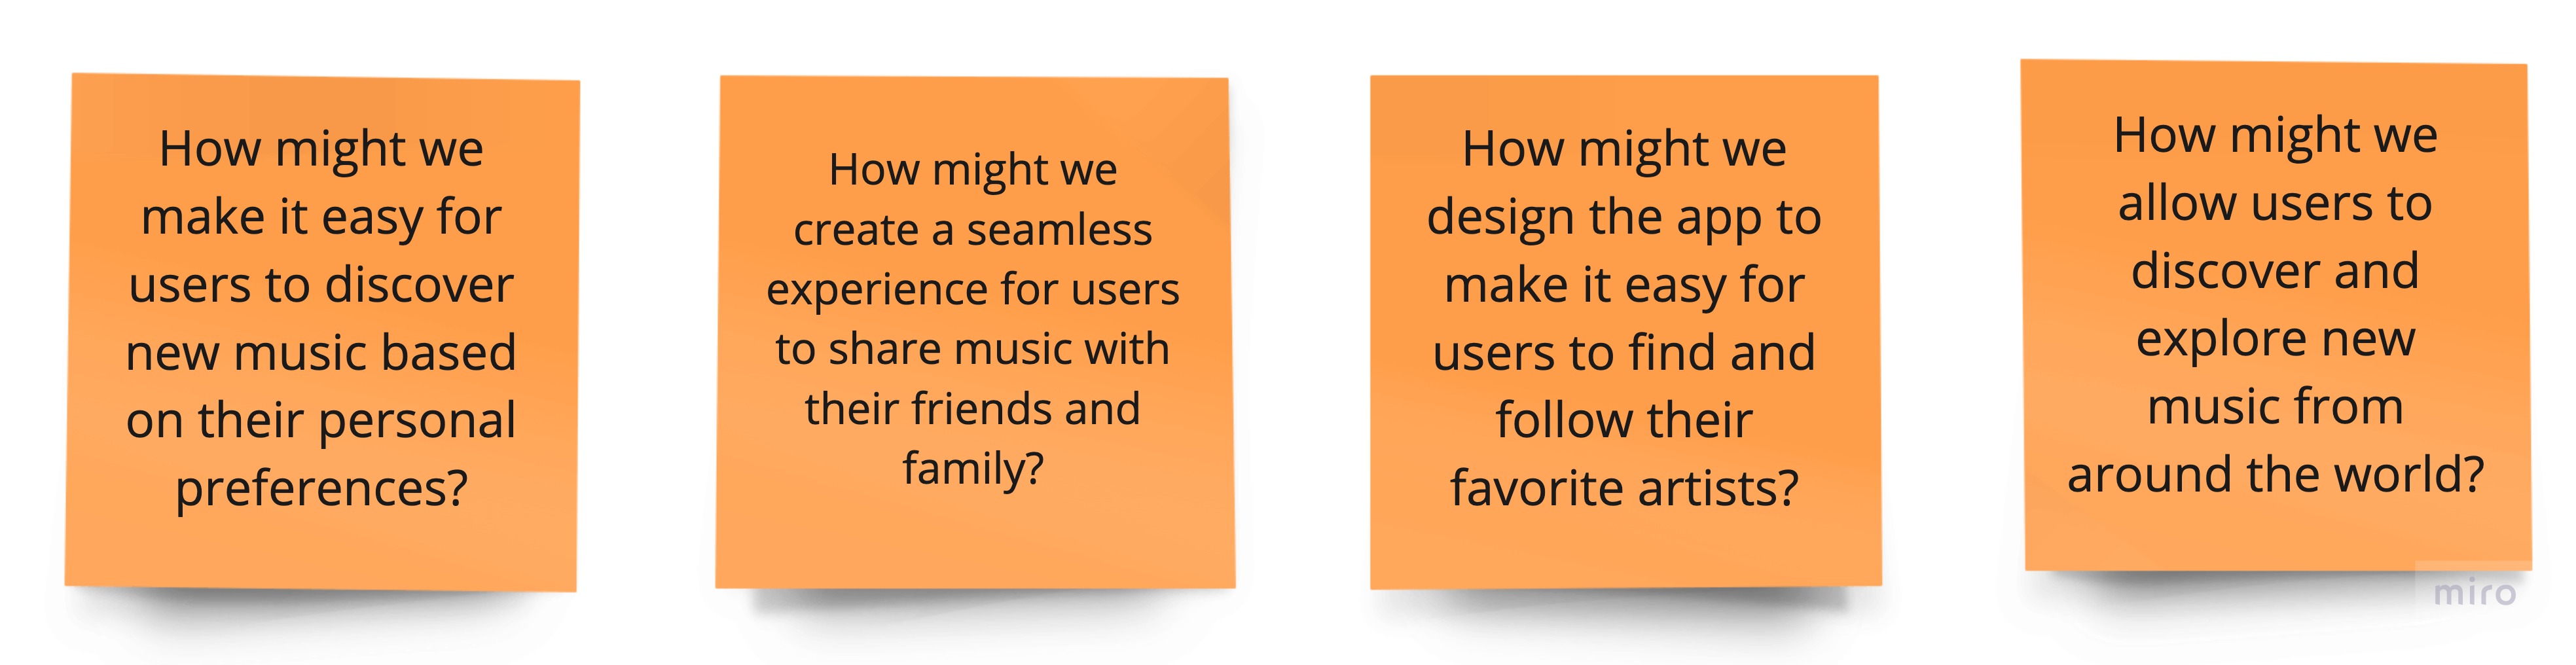 How might we
make it easy for
users to discover
new music based
on their personal
preferences?
How might we
create a seamless
experience for users
to share music with
their friends and
family?
How might we
design the app to
make it easy for
users to find and
follow their
favorite artists?
How might we
allow users to
discover and
explore new
music from
around the world?
miro